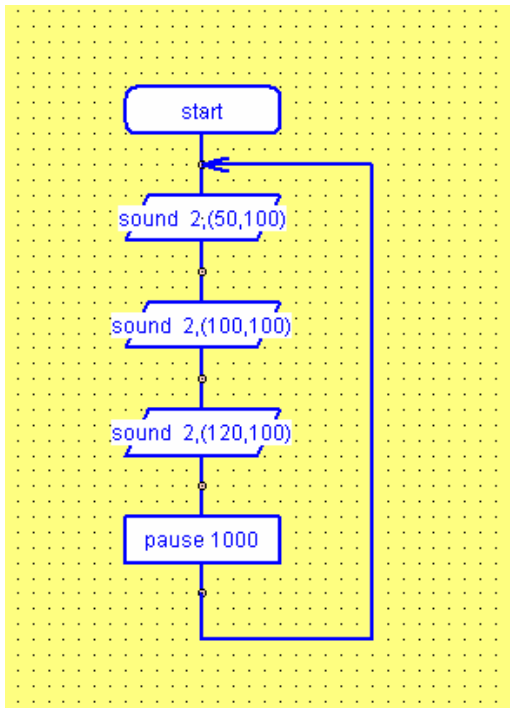 start
sound 2,(50,100)
sound 2,(100,100)
sound 2,(120,100)
pause 1000